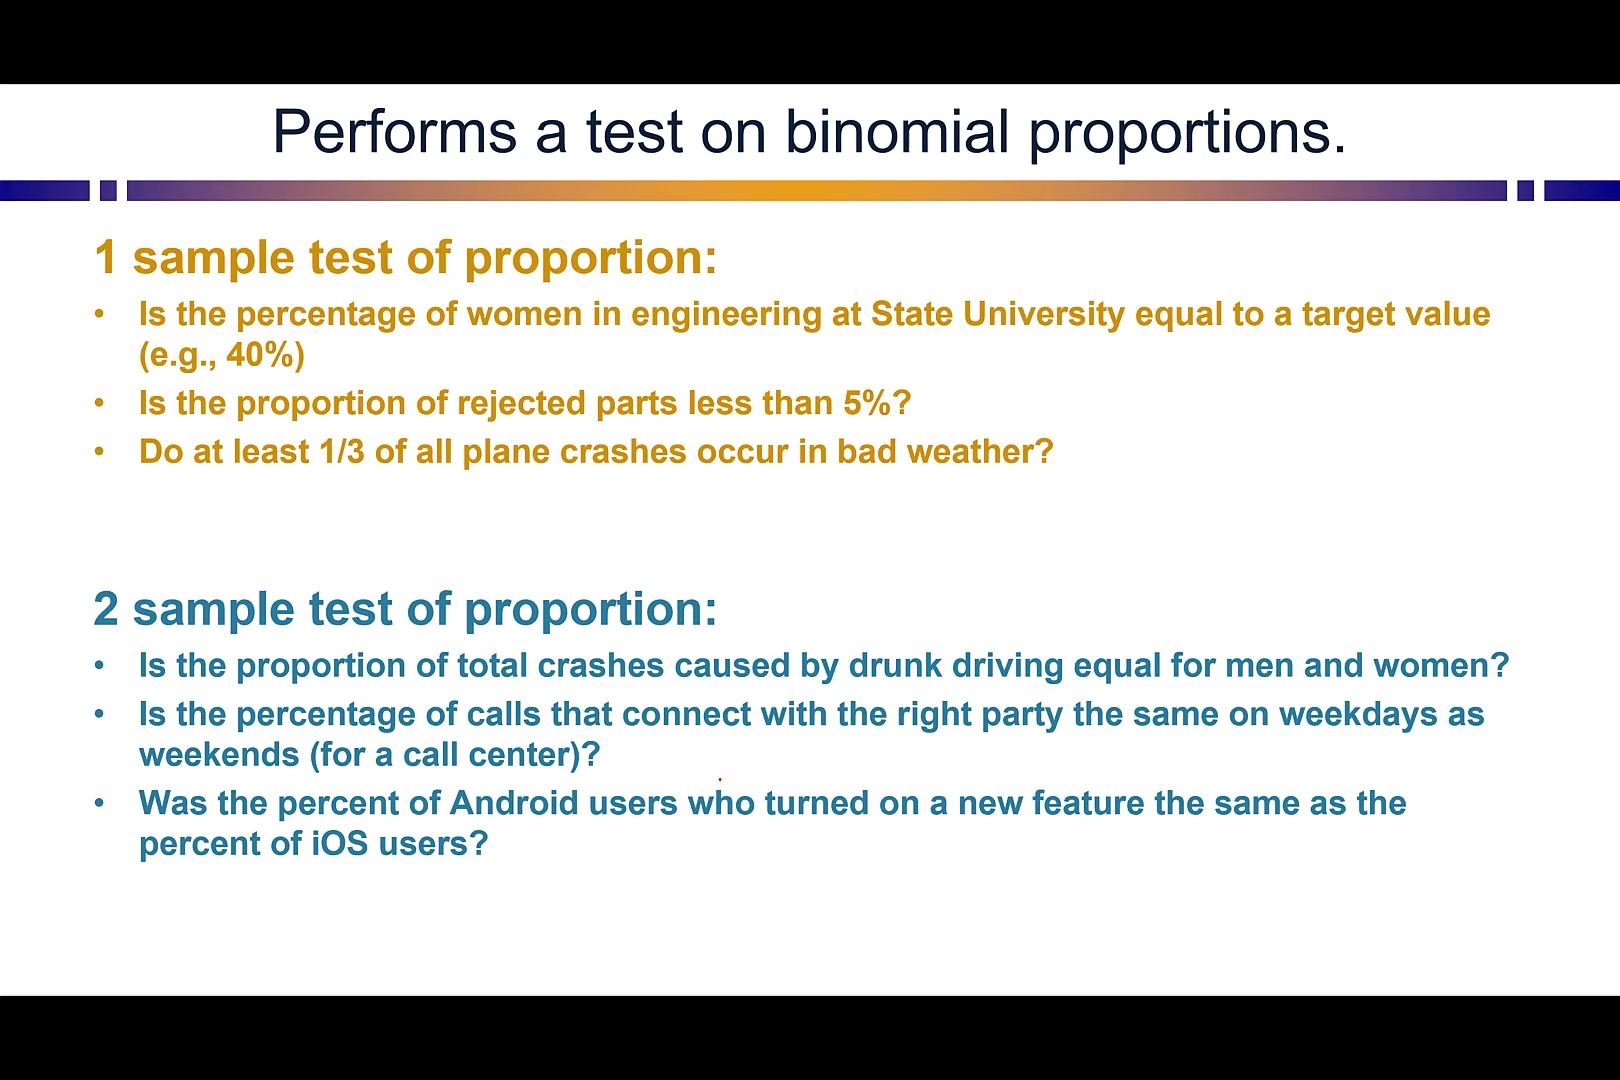 Performs a test on binomial proportions.
1 sample test of proportion:
• Is the percentage of women in engineering at State University equal to a target value
(e.g., 40%)
• Is the proportion of rejected parts less than 5%?
• Do at least 1/3 of all plane crashes occur in bad weather?
2 sample test of proportion:
• Is the proportion of total crashes caused by drunk driving equal for men and women?
• Is the percentage of calls that connect with the right party the same on weekdays as
weekends (for a call center)?
• Was the percent of Android users who turned on a new feature the same as the
percent of iOS users?